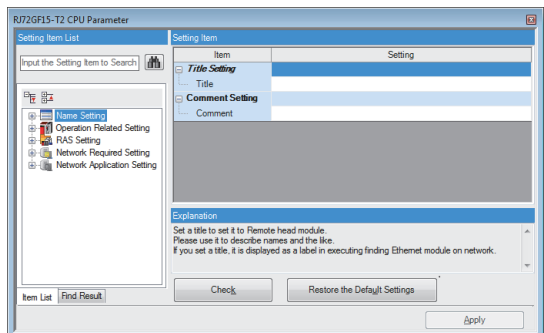 RJ72GF15-T2 CPU Parameter
Setting Item List
Input the Setting Item to Search
Name Setting
Operation Related Setting
RAS Setting
Network Required Setting
Network Application Setting
Item List
Find Result
Setting Item
Item Setting
Title Setting
Title
Comment Setting
Comment
Explanation
Set a title to set it to Remote head module.
Please use it to describe names and the like.
If you set a title, it is displayed as a label in executing finding Ethernet module on network.
Check
Restore the Default Settings
Apply